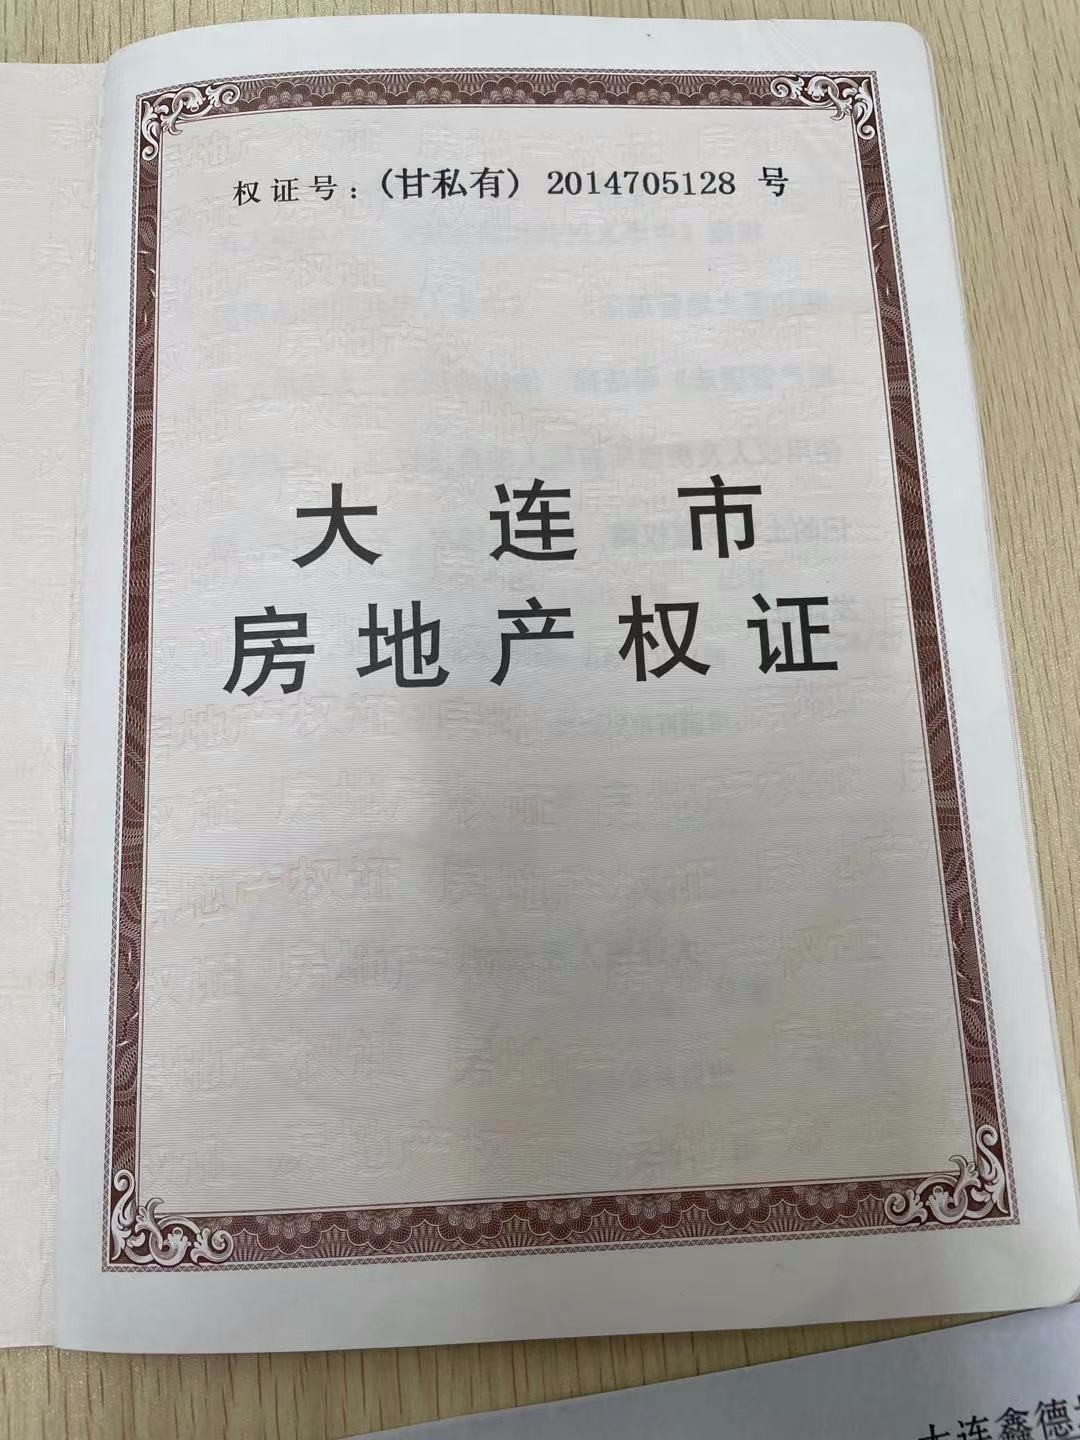 权证号：(甘私有) 2014705128 号
大连市
房地产权证
大连鑫德